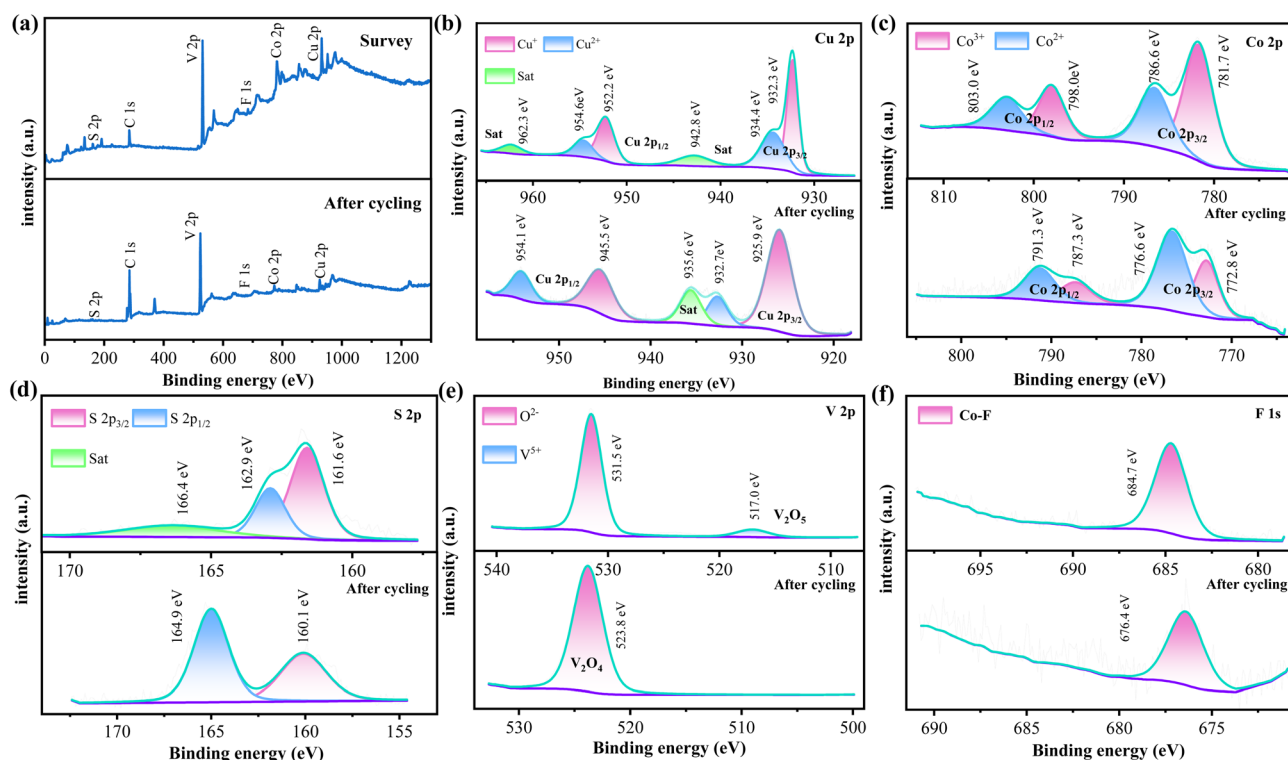 (a)
Survey
V 2p
S 2p
C 1s
F 1s
Co 2p
Cu 2p
After cycling
S 2p
C 1s
V 2p
F 1s
Co 2p
Cu 2p
0 200 400 600 800 1000 1200
Binding energy (eV)
intensity (a.u.)
(b)
Cu 2p
Cu⁺ Cu²⁺
Sat
Sat
962.3 eV
954.6eV
952.2 eV
Cu 2p₁/₂
942.8 eV
Sat
934.4 eV
932.3 eV
Cu 2p₃/₂
960 950 940 930
After cycling
954.1 eV
Cu 2p₁/₂
945.5 eV
935.6 eV
Sat
932.7eV
925.9 eV
Cu 2p₃/₂
950 940 930 920
Binding energy (eV)
intensity (a.u.)
(c)
Co 2p
Co³⁺ Co²⁺
803.0 eV
798.0eV
Co 2p₁/₂
786.6 eV
781.7 eV
Co 2p₃/₂
810 800 790 780
After cycling
791.3 eV
787.3 eV
Co 2p₁/₂
776.6 eV
772.8 eV
Co 2p₃/₂
800 790 780 770
Binding energy (eV)
intensity (a.u.)
(d)
S 2p
S 2p₃/₂ S 2p₁/₂
Sat
166.4 eV
162.9 eV
161.6 eV
170 165 160
After cycling
164.9 eV
160.1 eV
170 165 160 155
Binding energy (eV)
intensity (a.u.)
(e)
V 2p
O²⁻
V⁵⁺
531.5 eV
517.0 eV
V₂O₅
540 530 520 510
After cycling
V₂O₄
523.8 eV
530 520 510 500
Binding energy (eV)
intensity (a.u.)
(f)
F 1s
Co-F
684.7 eV
695 690 685 680
After cycling
676.4 eV
690 685 680 675
Binding energy (eV)
intensity (a.u.)